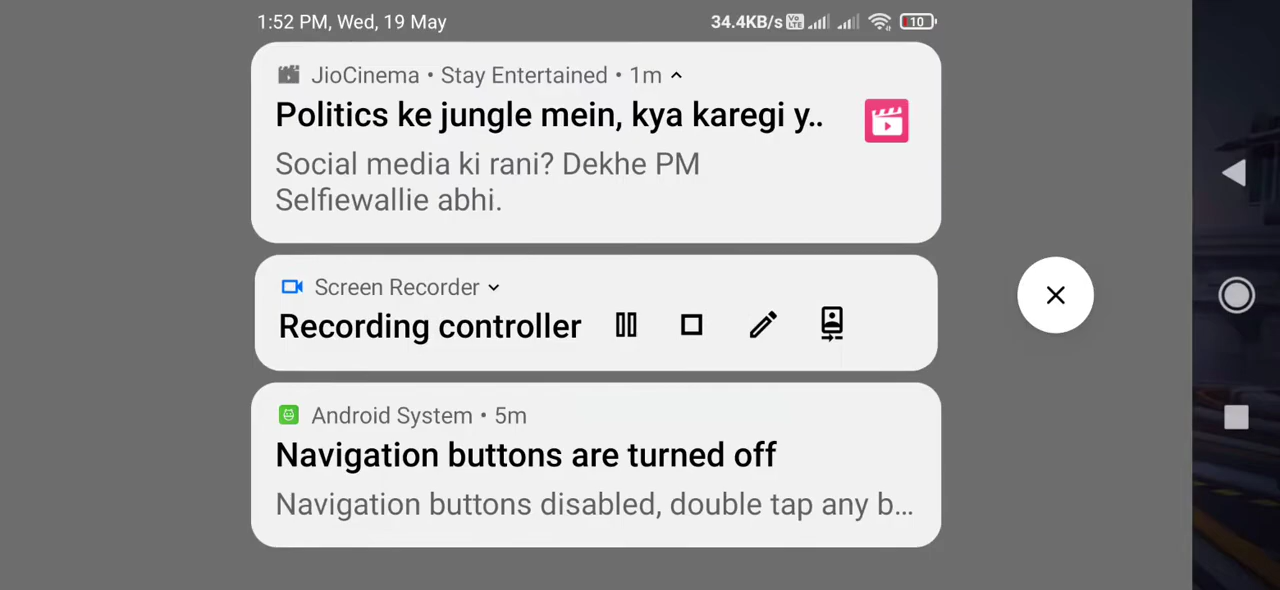 1:52 PM, Wed, 19 May 34.4KB/s Vo LTE 10
JioCinema • Stay Entertained • 1m
Politics ke jungle mein, kya karegi y..
Social media ki rani? Dekhe PM
Selfiewallie abhi.
Screen Recorder
Recording controller
Android System • 5m
Navigation buttons are turned off
Navigation buttons disabled, double tap any b...